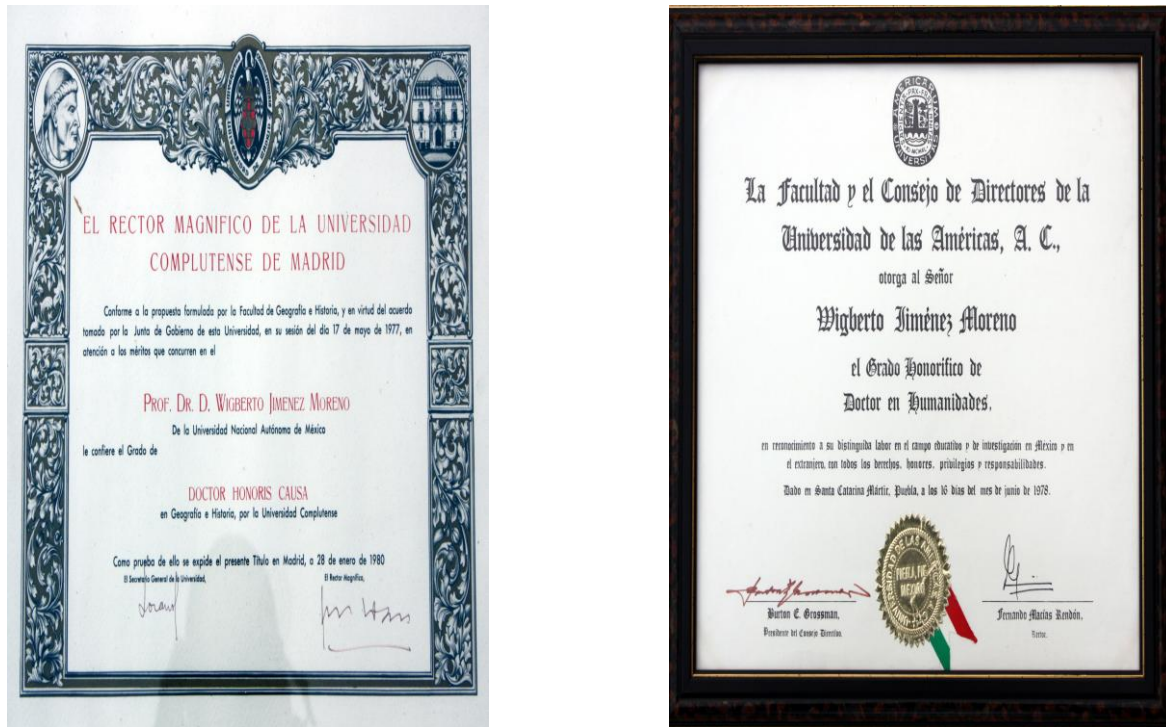 EL RECTOR MAGNIFICO DE LA UNIVERSIDAD
COMPLUTENSE DE MADRID
Conforme a la propuesta formulada por la Facultad de Geografía e Historia, y en virtud del acuerdo
tomado por la Junta de Gobierno de esta Universidad, en su sesión del día 17 de mayo de 1977, en
atención a los méritos que concurren en el
PROF. DR. D. WIGBERTO JIMENEZ MORENO
De la Universidad Nacional Autónoma de México
le confiere el Grado de
DOCTOR HONORIS CAUSA
en Geografía e Historia, por la Universidad Complutense
Como prueba de ello se expide el presente Título en Madrid, a 28 de enero de 1980
El Secretario General de la Universidad,
El Rector Magnífico,
La Facultad y el Consejo de Directores de la
Universidad de las Américas, A. C.,
otorga al Señor
Wigberto Jiménez Moreno
el Grado Honorífico de
Doctor en Humanidades,
en reconocimiento a su distinguida labor en el campo educativo y de investigación en México y en
el extranjero, con todos los derechos, honores, privilegios y responsabilidades.
Dado en Santa Catarina Mártir, Puebla, a los 16 días del mes de junio de 1978.
PUEBLA, PUE
MEXICO
Burton E. Grossman,
Presidente del Consejo Directivo.
Fernando Macías Rendón,
Rector.